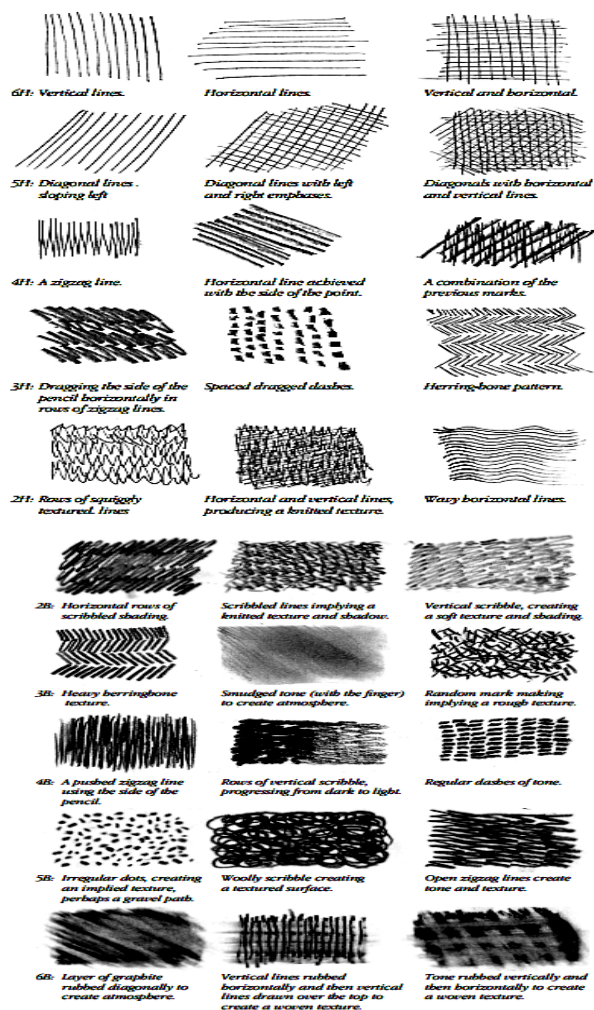 6H: Vertical lines.
Horizontal lines.
Vertical and horizontal.
5H: Diagonal lines .
sloping left
Diagonal lines with left
and right emphases.
Diagonals with horizontal
and vertical lines.
4H: A zigzag line.
Horizontal line achieved
with the side of the point.
A combination of the
previous marks.
3H: Dragging the side of the
pencil horizontally in
rows of zigzag lines.
Spaced dragged dashes.
Herring-bone pattern.
2H: Rows of squiggly
textured. lines
Horizontal and vertical lines,
producing a knitted texture.
Wavy horizontal lines.
2B: Horizontal rows of
scribbled shading.
Scribbled lines implying a
knitted texture and shadow.
Vertical scribble, creating
a soft texture and shading.
3B: Heavy herringbone
texture.
Smudged tone (with the finger)
to create atmosphere.
Random mark making
implying a rough texture.
4B: A pushed zigzag line
using the side of the
pencil.
Rows of vertical scribble,
progressing from dark to light.
Regular dashes of tone.
5B: Irregular dots, creating
an implied texture,
perhaps a gravel path.
Woolly scribble creating
a textured surface.
Open zigzag lines create
tone and texture.
6B: Layer of graphite
rubbed diagonally to
create atmosphere.
Vertical lines rubbed
horizontally and then vertical
lines drawn over the top to
create a woven texture.
Tone rubbed vertically and
then horizontally to create
a woven texture.